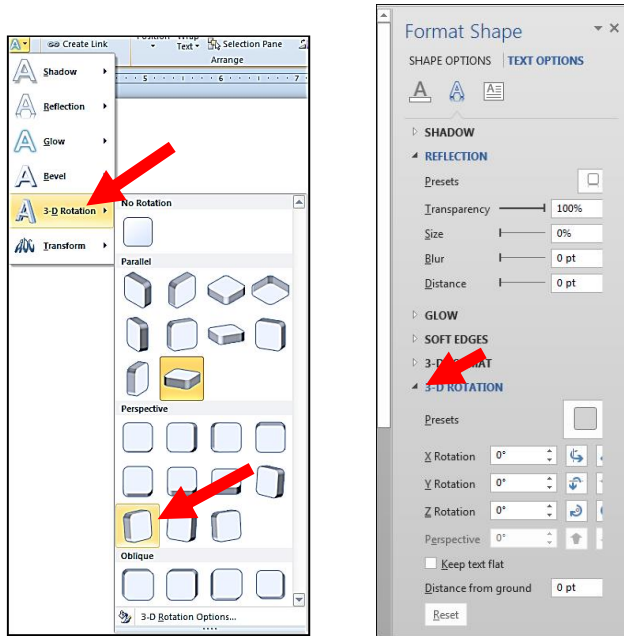 Create Link
Text
Selection Pane
Arrange
5 6 7
Shadow
Reflection
Glow
Bevel
3-D Rotation
Transform
No Rotation
Parallel
Perspective
Oblique
3-D Rotation Options...
Format Shape
SHAPE OPTIONS TEXT OPTIONS
SHADOW
REFLECTION
Presets
Transparency 100%
Size 0%
Blur 0 pt
Distance 0 pt
GLOW
SOFT EDGES
3-D
3-D ROTATION
Presets
X Rotation 0°
Y Rotation 0°
Z Rotation 0°
Perspective 0°
Keep text flat
Distance from ground 0 pt
Reset